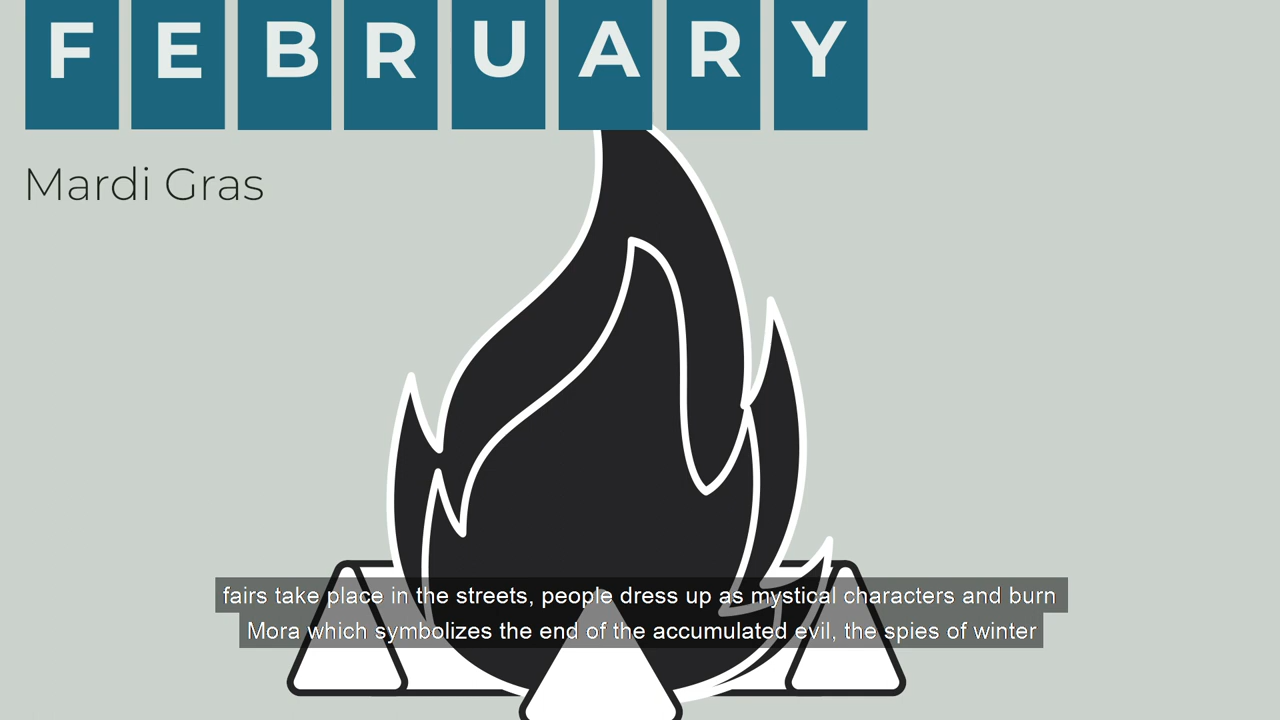 FEBRUARY
Mardi Gras
fairs take place in the streets, people dress up as mystical characters and burn
Mora which symbolizes the end of the accumulated evil, the spies of winter